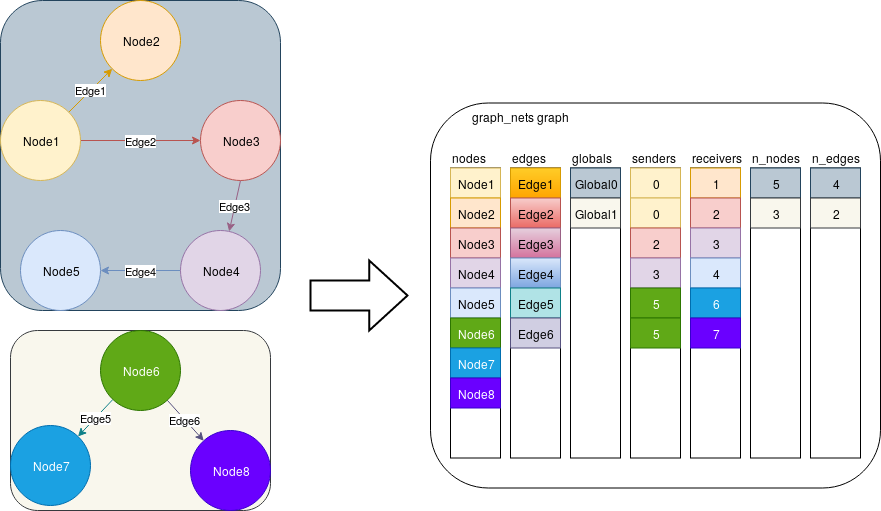 Node2
Edge1
Node1
Edge2
Node3
Edge3
Node5
Edge4
Node4
Node6
Edge5
Edge6
Node7
Node8
graph_nets graph
nodes edges globals senders receivers n_nodes n_edges
Node1 Edge1 Global0 0 1 5 4
Node2 Edge2 Global1 0 2 3 2
Node3 Edge3 2 3
Node4 Edge4 3 4
Node5 Edge5 5 6
Node6 Edge6 5 7
Node7
Node8